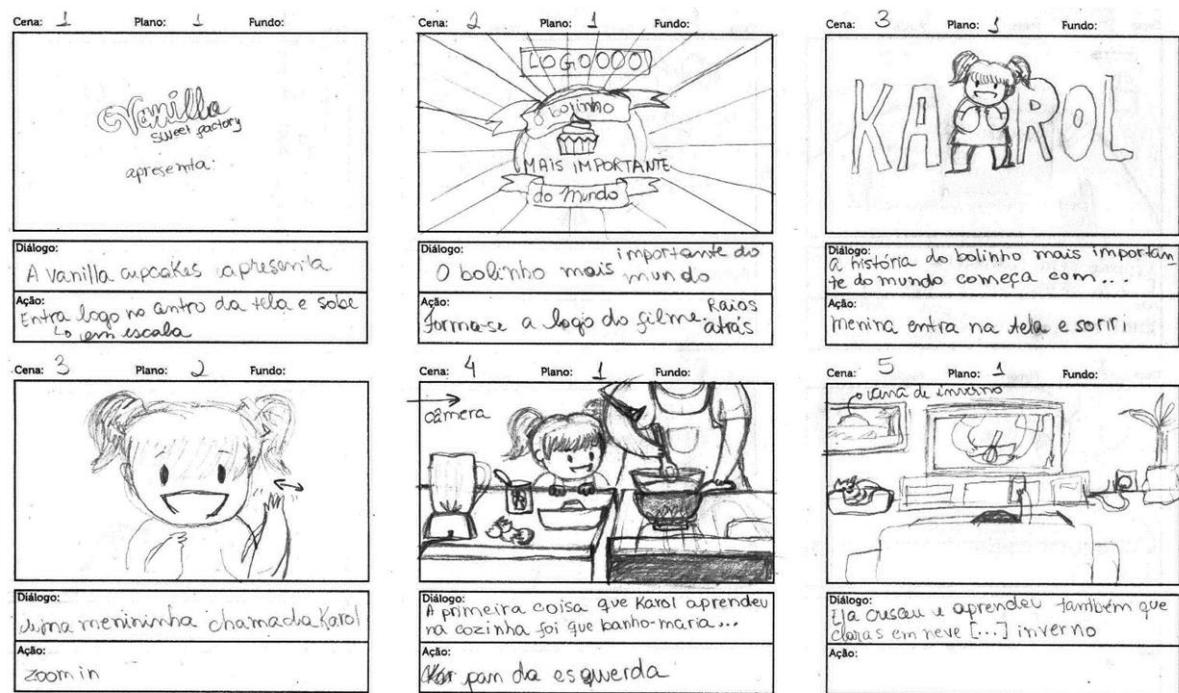 Cena: 1 Plano: 1 Fundo:
Vanilla
sweet factory
apresenta:
Diálogo:
A vanilla cupcakes apresenta
Ação:
Entra logo no centro da tela e sobe
↳ em escala
Cena: 2 Plano: 1 Fundo:
LOGOOOO
O bolinho
MAIS IMPORTANTE
do Mundo
Diálogo:
O bolinho mais importante do
mundo
Ação:
Forma-se a logo do filme. Raios
atrás
Cena: 3 Plano: 1 Fundo:
KAROL
Diálogo:
A história do bolinho mais importan-
te do mundo começa com...
Ação:
menina entra na tela e sorri
Cena: 3 Plano: 2 Fundo:
Diálogo:
uma menininha chamada Karol
Ação:
zoom in
Cena: 4 Plano: 1 Fundo:
câmera
Diálogo:
A primeira coisa que Karol aprendeu
na cozinha foi que banho-maria...
Ação:
pan da esquerda
Cena: 5 Plano: 1 Fundo:
de inverno
Diálogo:
Ela cresceu e aprendeu também que
claras em neve [...] inverno
Ação: